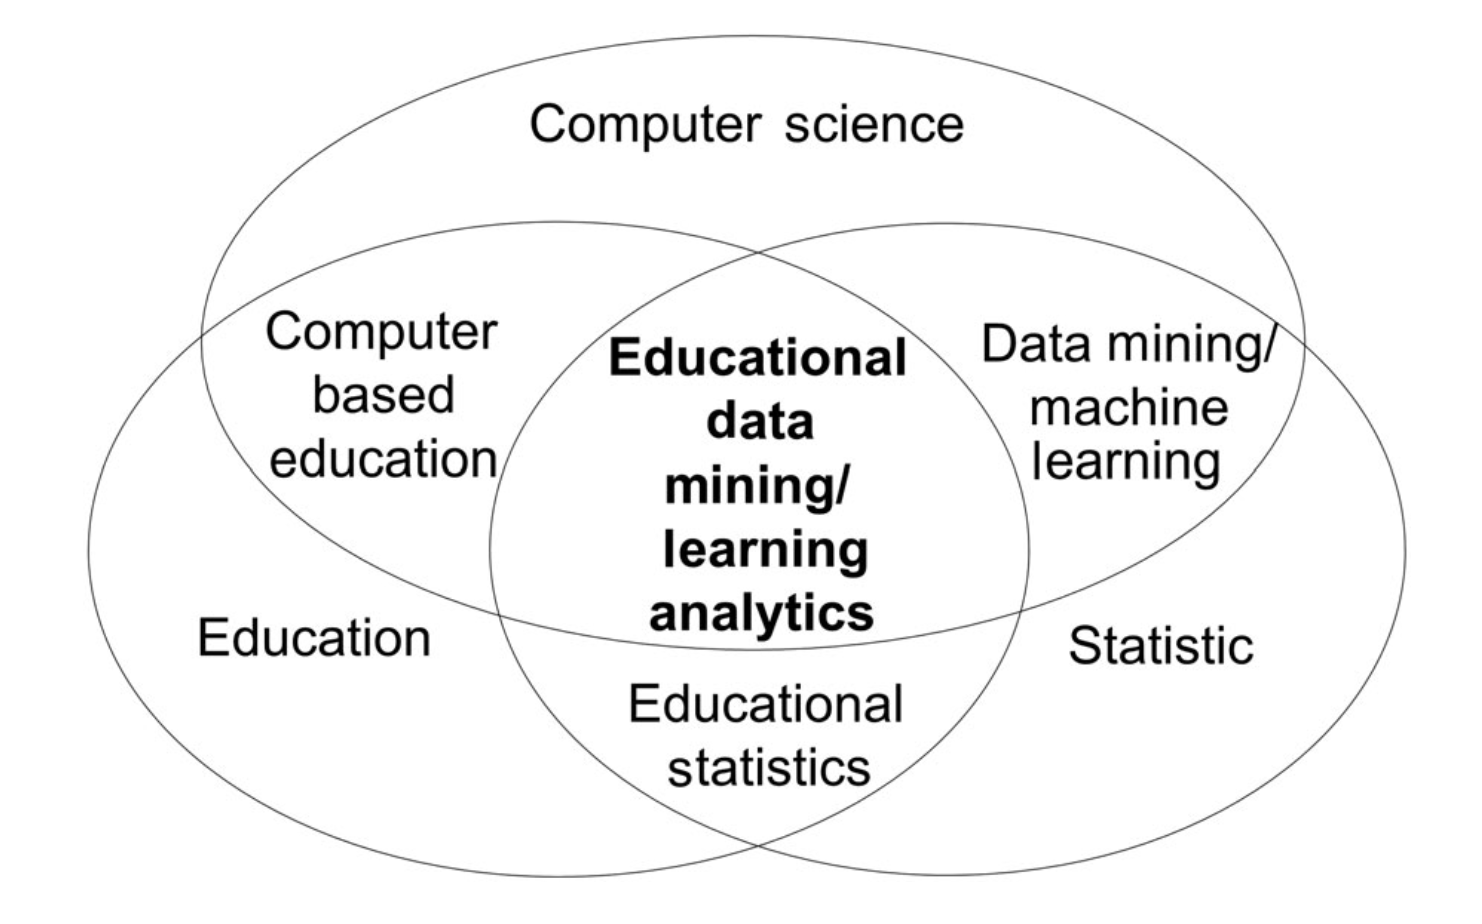 Computer science
Computer
based
education
Educational
data
mining/
learning
analytics
Data mining/
machine
learning
Education
Statistic
Educational
statistics